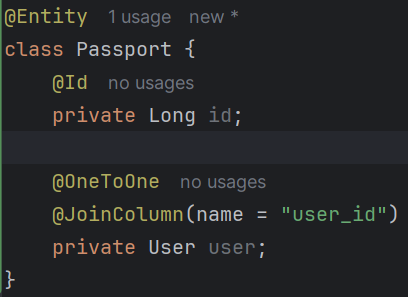 @Entity 1 usage new *
class Passport {
@Id no usages
private Long id;
@OneToOne no usages
@JoinColumn(name = "user_id")
private User user;
}